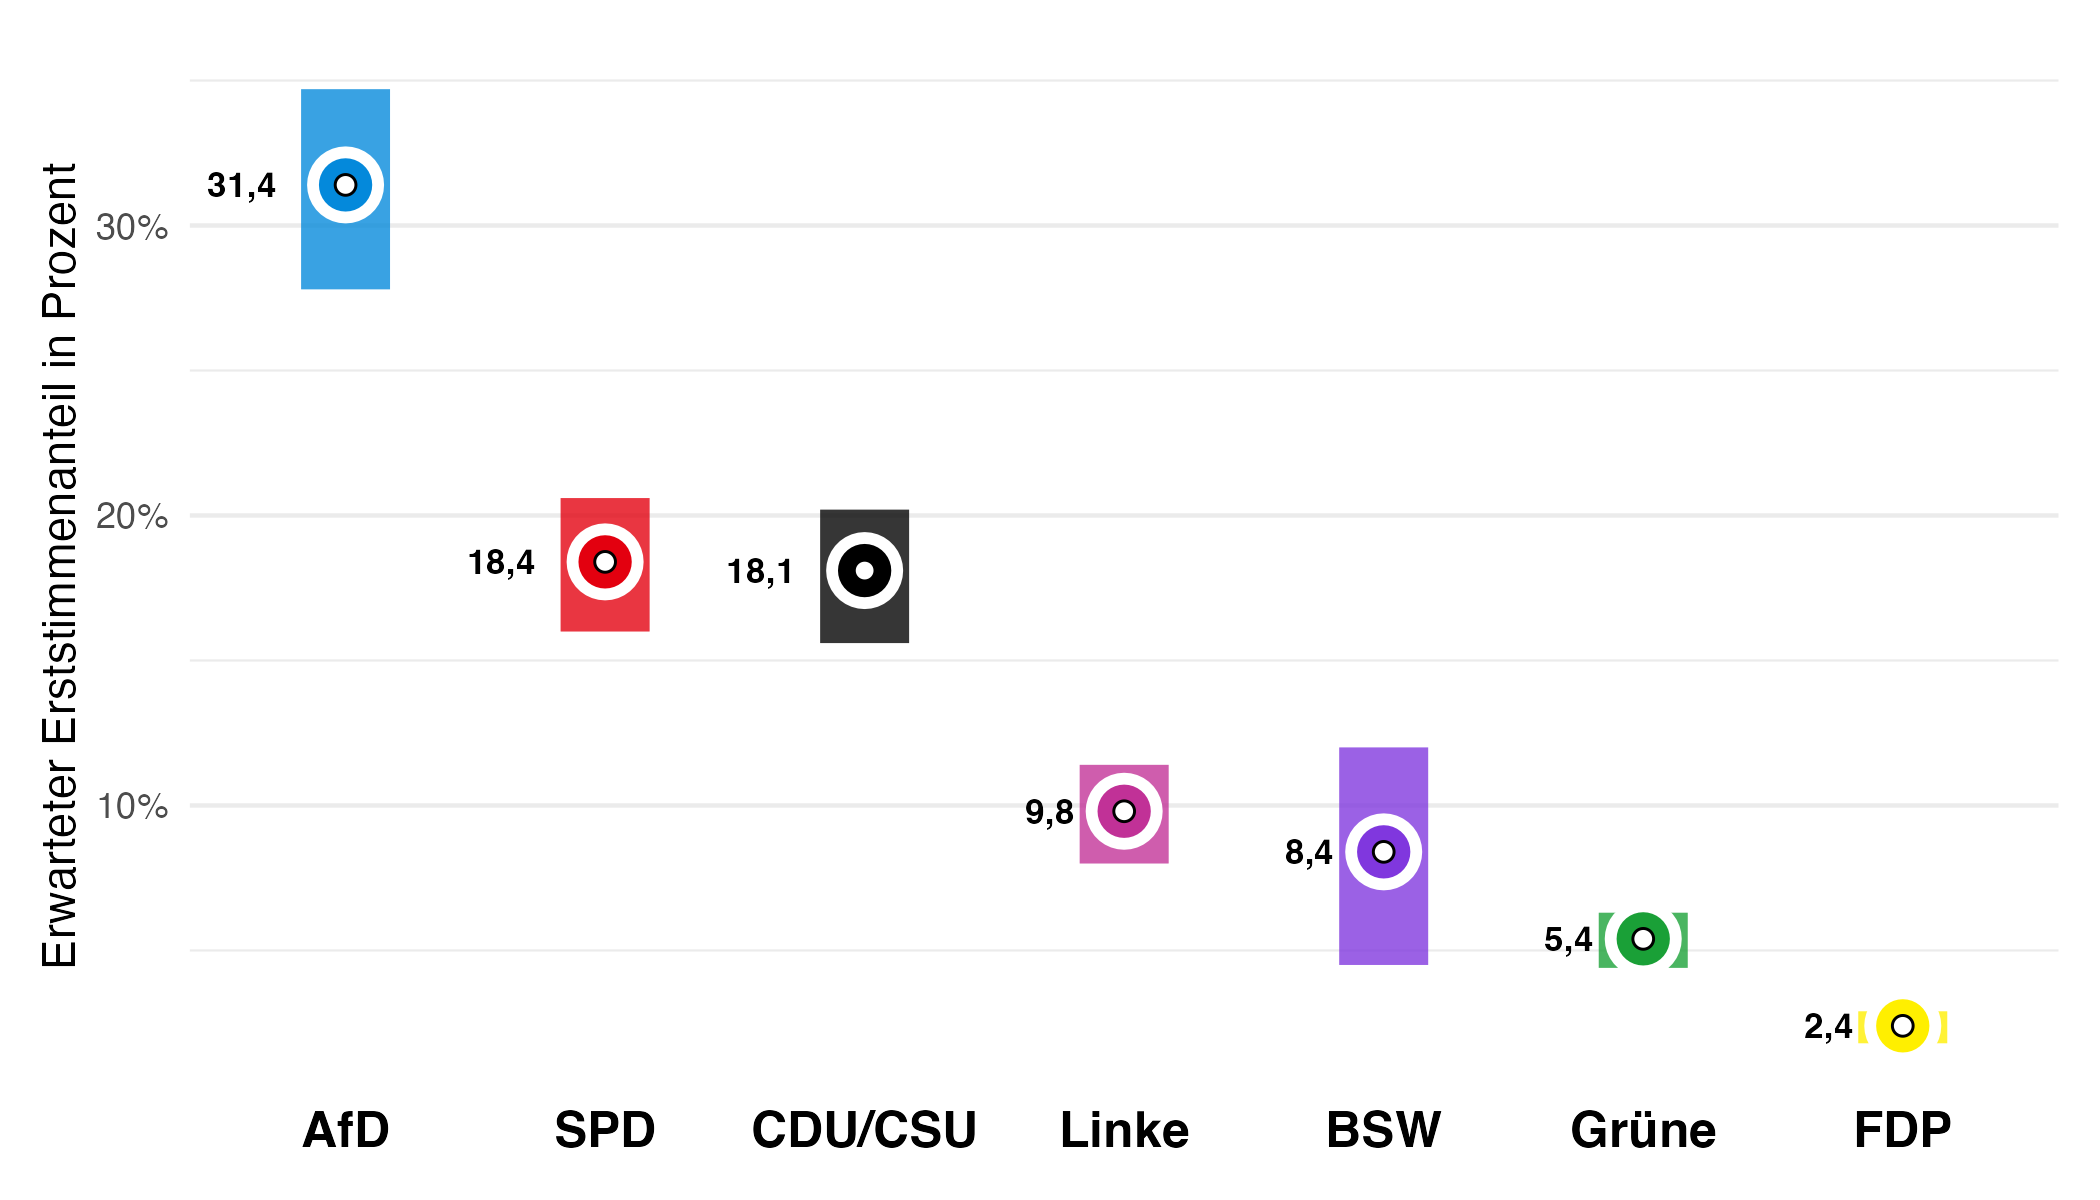 Erwarteter Erststimmenanteil in Prozent
30%
20%
10%
31,4
18,4
18,1
9,8
8,4
5,4
2,4
AfD
SPD
CDU/CSU
Linke
BSW
Grüne
FDP